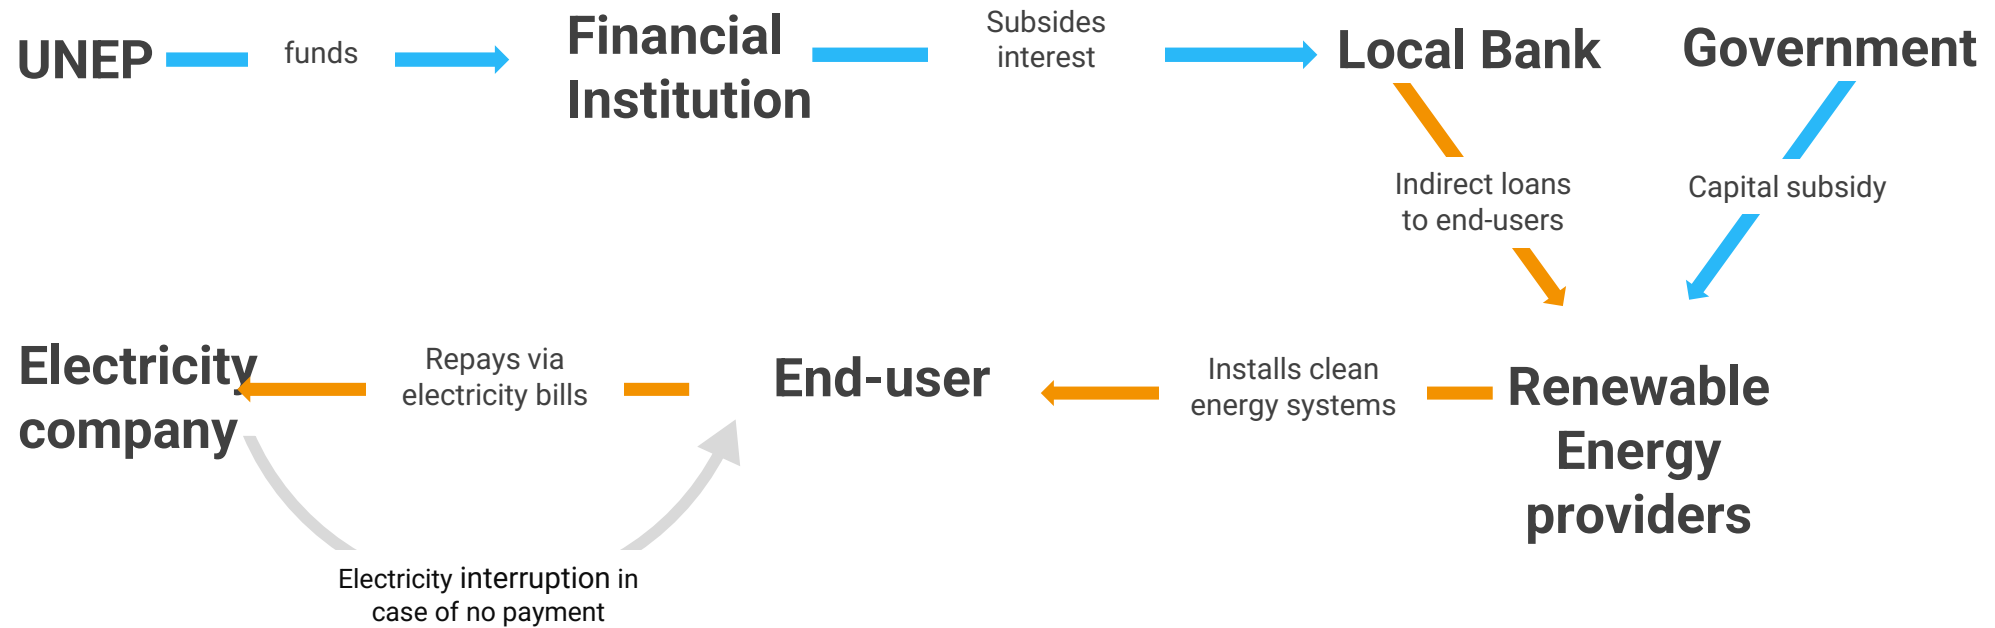 UNEP
funds
Financial
Institution
Subsides
interest
Local Bank
Government
Indirect loans
to end-users
Capital subsidy
Electricity
company
Repays via
electricity bills
End-user
Installs clean
energy systems
Renewable
Energy
providers
Electricity interruption in
case of no payment